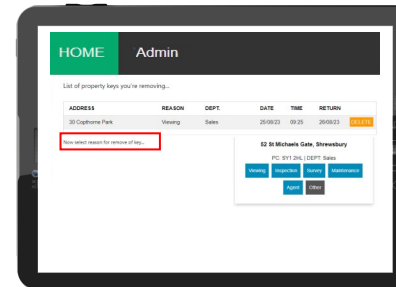 HOME Admin
List of property keys you're removing...
ADDRESS REASON DEPT. DATE TIME RETURN
30 Copthorne Park Viewing Sales 25/08/23 09:25 26/08/23 DELETE
Now select reason for remove of key...
52 St Michaels Gate, Shrewsbury
PC: SY1 2HL | DEPT: Sales
Viewing Inspection Survey Maintenance
Agent Other